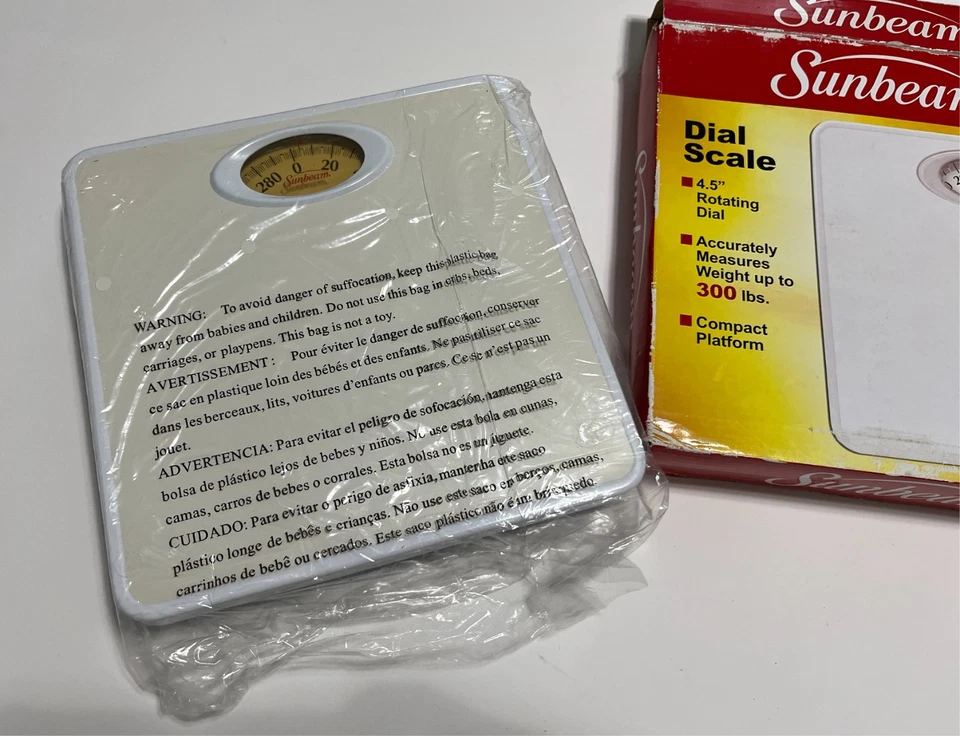 280 0 20
Sunbeam
WARNING: To avoid danger of suffocation, keep this plastic bag
away from babies and children. Do not use this bag in cribs, beds,
carriages, or playpens. This bag is not a toy.
AVERTISSEMENT : Pour éviter le danger de suffocation, conserver
ce sac en plastique loin des bébés et des enfants. Ne pas utiliser ce sac
dans les berceaux, lits, voitures d'enfants ou parcs. Ce sac n'est pas un
jouet.
ADVERTENCIA: Para evitar el peligro de sofocación, mantenga esta
bolsa de plástico lejos de bebes y niños. No use esta bola en cunas,
camas, carros de bebes o corrales. Esta bolsa no es un juguete.
CUIDADO: Para evitar o perigo de asfixia, mantenha este saco
plástico longe de bebês e crianças. Não use este saco en berços, camas,
carrinhos de bebê ou cercados. Este saco plástico não é um brinquedo.
Sunbeam
Sunbeam
Dial
Scale
4.5"
Rotating
Dial
Accurately
Measures
Weight up to
300 lbs.
Compact
Platform
Sunbeam